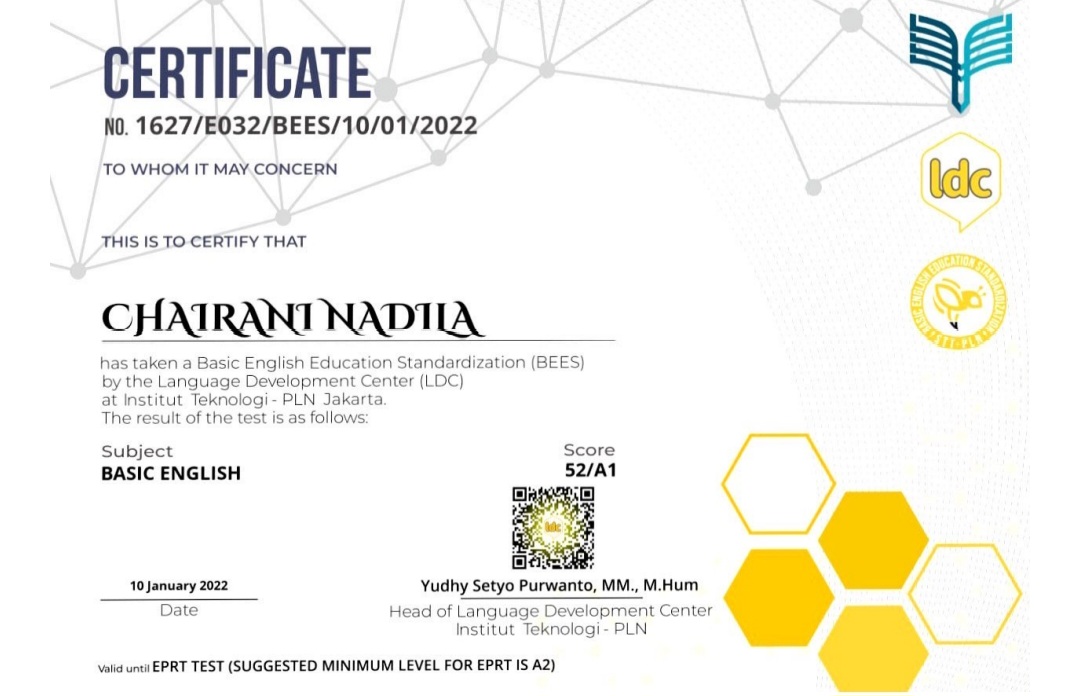 CERTIFICATE
NO. 1627/E032/BEES/10/01/2022
TO WHOM IT MAY CONCERN
ldc
THIS IS TO CERTIFY THAT
BASIC ENGLISH EDUCATION STANDARDIZATION
STT-PLN
CHAIRANI NADILA
has taken a Basic English Education Standardization (BEES)
by the Language Development Center (LDC)
at Institut Teknologi - PLN Jakarta.
The result of the test is as follows:
Subject
Score
BASIC ENGLISH
52/A1
ldc
10 January 2022
Yudhy Setyo Purwanto, MM., M.Hum
Date
Head of Language Development Center
Institut Teknologi - PLN
Valid until EPRT TEST (SUGGESTED MINIMUM LEVEL FOR EPRT IS A2)